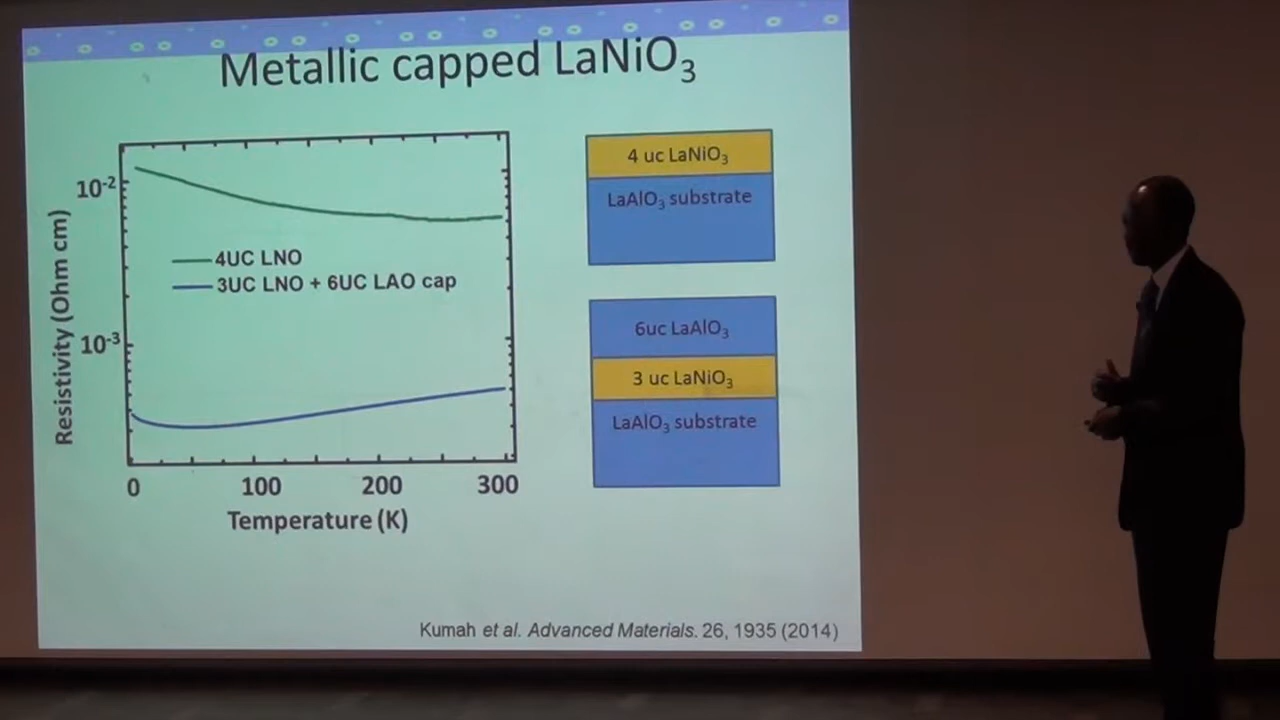 Metallic capped LaNiO₃
10⁻²
10⁻³
Resistivity (Ohm cm)
4UC LNO
3UC LNO + 6UC LAO cap
0 100 200 300
Temperature (K)
4 uc LaNiO₃
LaAlO₃ substrate
6uc LaAlO₃
3 uc LaNiO₃
LaAlO₃ substrate
Kumah et al. Advanced Materials. 26, 1935 (2014)